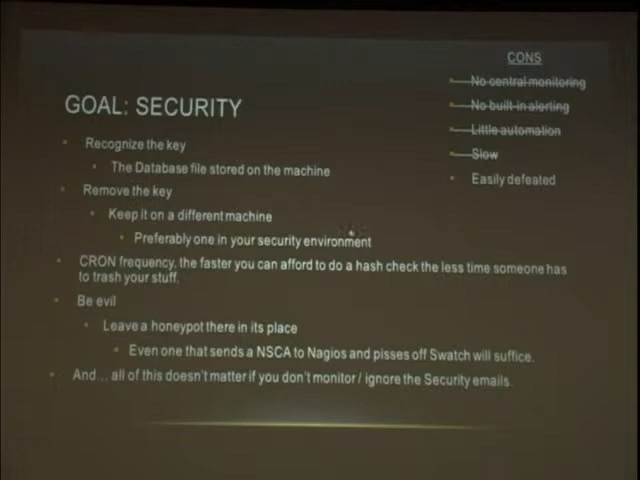 GOAL: SECURITY
Recognize the key
The Database file stored on the machine
Remove the key
Keep it on a different machine
Preferably one in your security environment
CRON frequency, the faster you can afford to do a hash check the less time someone has
to trash your stuff.
Be evil
Leave a honeypot there in its place
Even one that sends a NSCA to Nagios and pisses off Swatch will suffice.
And… all of this doesn't matter if you don't monitor / ignore the Security emails.
CONS
No central monitoring
No built-in alerting
Little automation
Slow
Easily defeated